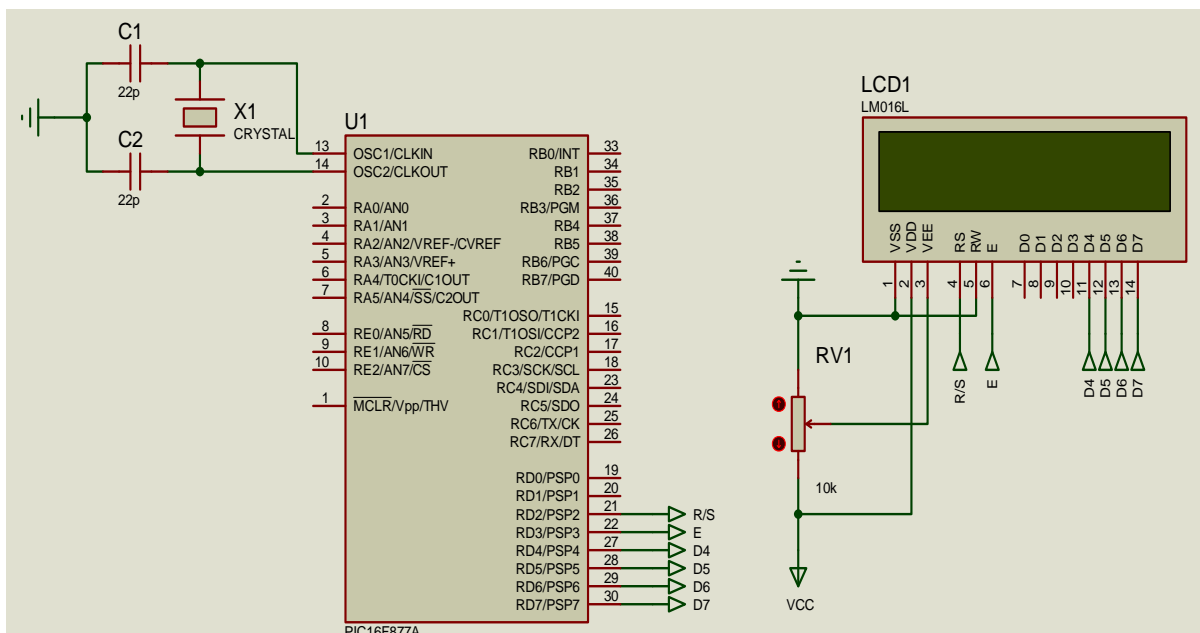 C1
22p
X1
CRYSTAL
C2
22p
U1
13 OSC1/CLKIN RB0/INT 33
14 OSC2/CLKOUT RB1 34
RB2 35
2 RA0/AN0 RB3/PGM 36
3 RA1/AN1 RB4 37
4 RA2/AN2/VREF-/CVREF RB5 38
5 RA3/AN3/VREF+ RB6/PGC 39
6 RA4/T0CKI/C1OUT RB7/PGD 40
7 RA5/AN4/SS/C2OUT
RC0/T1OSO/T1CKI 15
8 RE0/AN5/RD RC1/T1OSI/CCP2 16
9 RE1/AN6/WR RC2/CCP1 17
10 RE2/AN7/CS RC3/SCK/SCL 18
RC4/SDI/SDA 23
1 MCLR/Vpp/THV RC5/SDO 24
RC6/TX/CK 25
RC7/RX/DT 26
RD0/PSP0 19
RD1/PSP1 20
RD2/PSP2 21 R/S
RD3/PSP3 22 E
RD4/PSP4 27 D4
RD5/PSP5 28 D5
RD6/PSP6 29 D6
RD7/PSP7 30 D7
PIC16F877A
LCD1
LM016L
VSS VDD VEE RS RW E D0 D1 D2 D3 D4 D5 D6 D7
1 2 3 4 5 6 7 8 9 10 11 12 13 14
R/S E D4 D5 D6 D7
RV1
10k
VCC